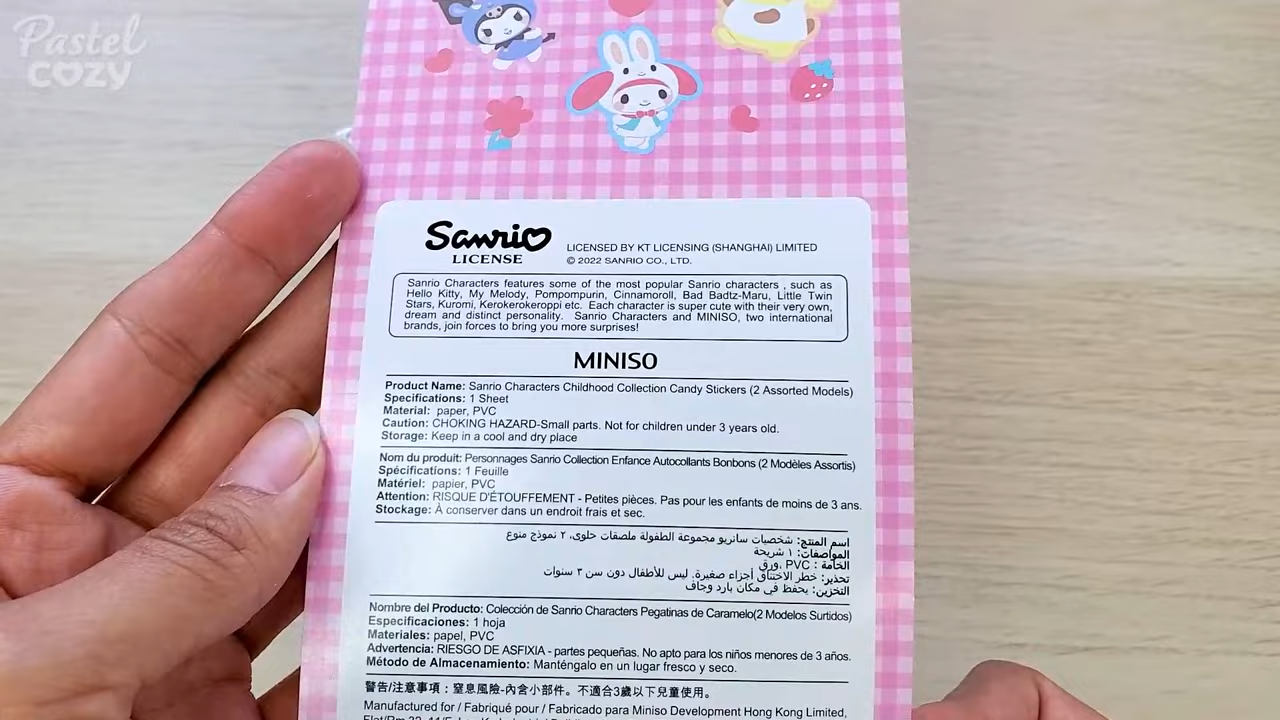 Pastel
COZY
Sanrio
LICENSE
LICENSED BY KT LICENSING (SHANGHAI) LIMITED
© 2022 SANRIO CO., LTD.
Sanrio Characters features some of the most popular Sanrio characters , such as
Hello Kitty, My Melody, Pompompurin, Cinnamoroll, Bad Badtz-Maru, Little Twin
Stars, Kuromi, Kerokerokeroppi etc. Each character is super cute with their very own,
dream and distinct personality. Sanrio Characters and MINISO, two international
brands, join forces to bring you more surprises!
MINISO
Product Name: Sanrio Characters Childhood Collection Candy Stickers (2 Assorted Models)
Specifications: 1 Sheet
Material: paper, PVC
Caution: CHOKING HAZARD-Small parts. Not for children under 3 years old.
Storage: Keep in a cool and dry place
Nom du produit: Personnages Sanrio Collection Enfance Autocollants Bonbons (2 Modèles Assortis)
Spécifications: 1 Feuille
Matériel: papier, PVC
Attention: RISQUE D'ÉTOUFFEMENT - Petites pièces. Pas pour les enfants de moins de 3 ans.
Stockage: À conserver dans un endroit frais et sec.
اسم المنتج: شخصيات سانريو مجموعة الطفولة ملصقات حلوى، ٢ نموذج منوع
المواصفات: ١ شريحة
الخامة : PVC ،ورق
تحذير: خطر الاختناق أجزاء صغيرة. ليس للأطفال دون سن ٣ سنوات
التخزين: يحفظ في مكان بارد وجاف
Nombre del Producto: Colección de Sanrio Characters Pegatinas de Caramelo(2 Modelos Surtidos)
Especificaciones: 1 hoja
Materiales: papel, PVC
Advertencia: RIESGO DE ASFIXIA - partes pequeñas. No apto para los niños menores de 3 años.
Método de Almacenamiento: Manténgalo en un lugar fresco y seco.
警告/注意事項：窒息風險-內含小部件。不適合3歲以下兒童使用。
Manufactured for / Fabriqué pour / Fabricado para Miniso Development Hong Kong Limited,